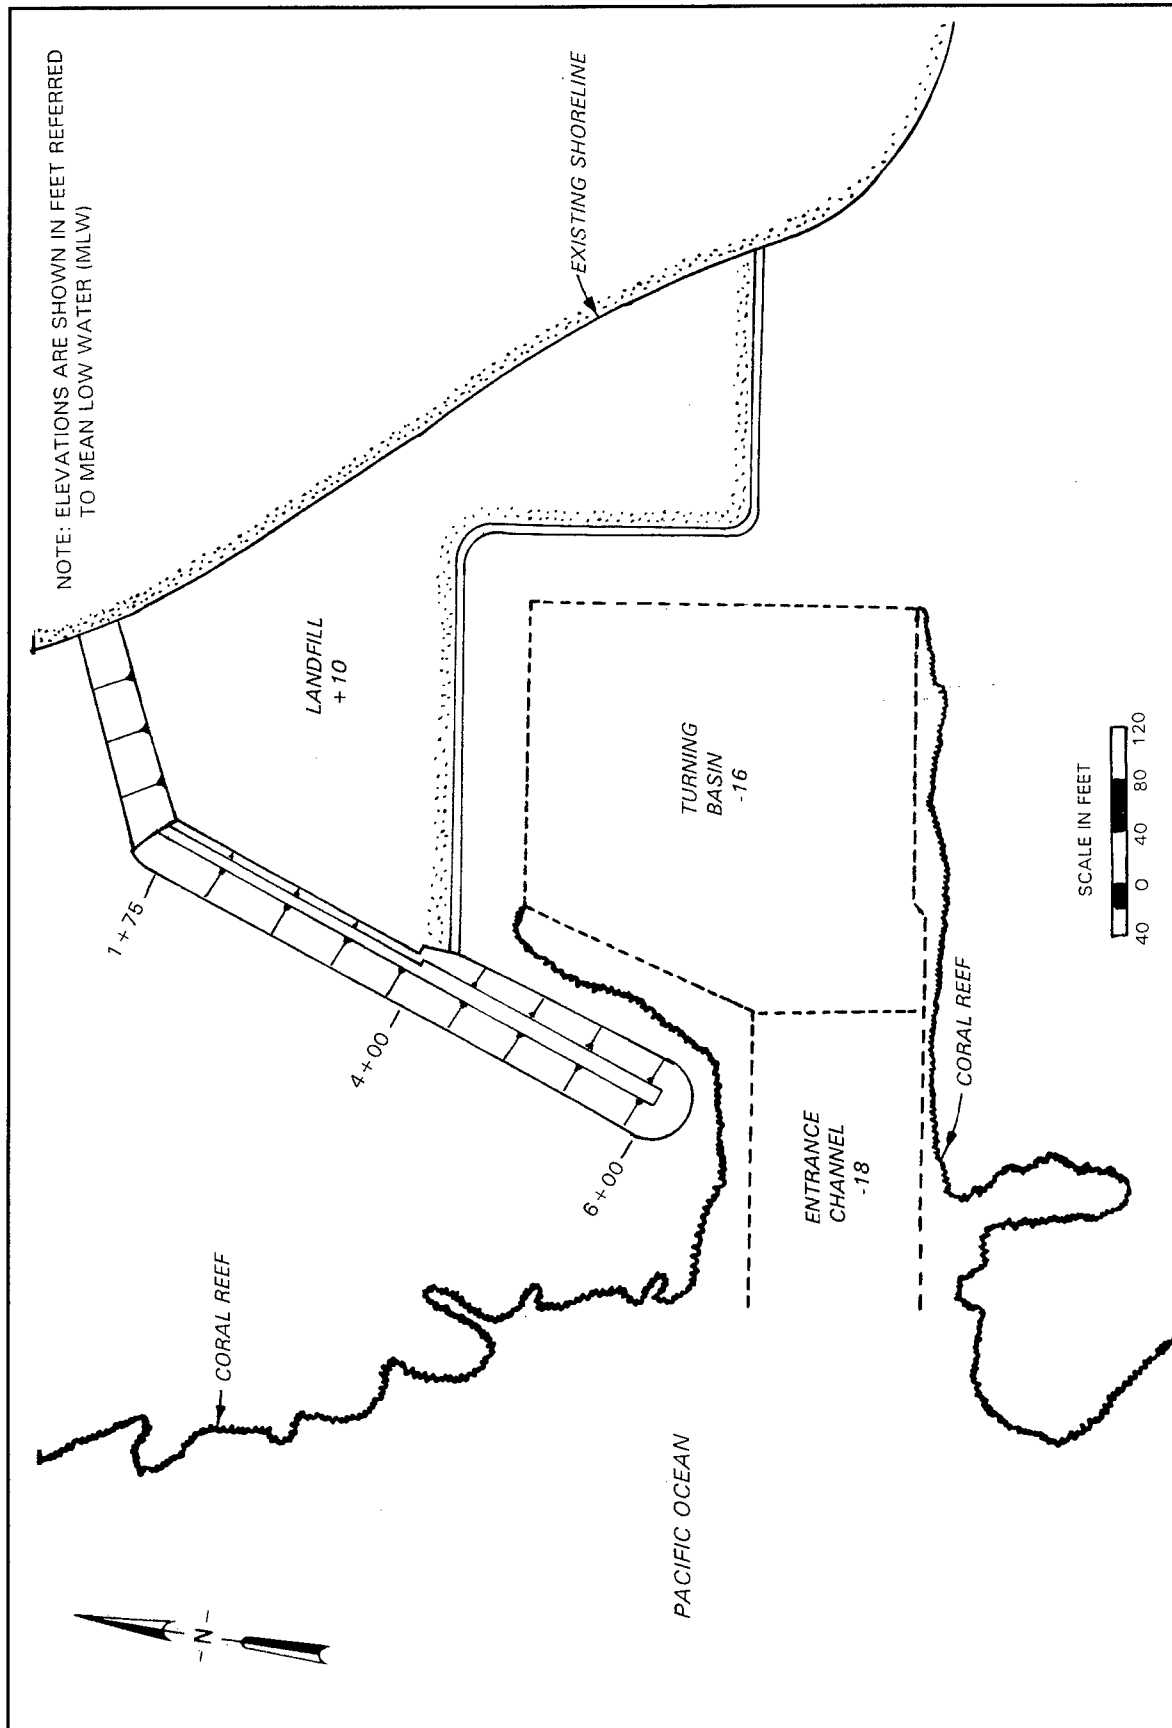 NOTE: ELEVATIONS ARE SHOWN IN FEET REFERRED
TO MEAN LOW WATER (MLW)
EXISTING SHORELINE
LANDFILL
+10
1+75
4+00
6+00
TURNING
BASIN
-16
ENTRANCE
CHANNEL
-18
CORAL REEF
CORAL REEF
PACIFIC OCEAN
-N-
SCALE IN FEET
40 0 40 80 120